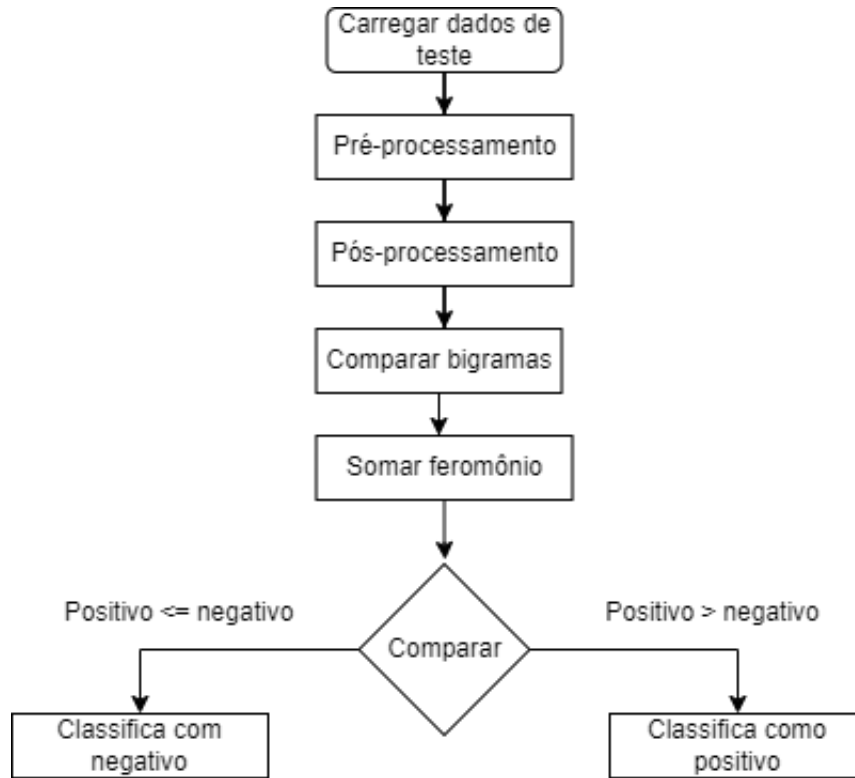 Carregar dados de
teste
Pré-processamento
Pós-processamento
Comparar bigramas
Somar feromônio
Positivo <= negativo
Positivo > negativo
Comparar
Classifica com
negativo
Classifica como
positivo